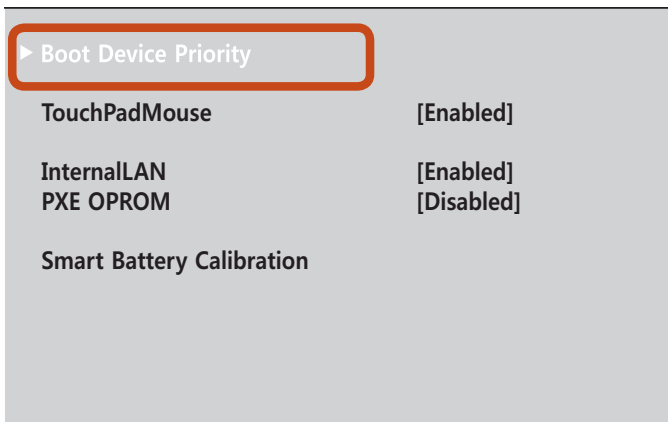 Boot Device Priority
TouchPadMouse [Enabled]
InternalLAN [Enabled]
PXE OPROM [Disabled]
Smart Battery Calibration